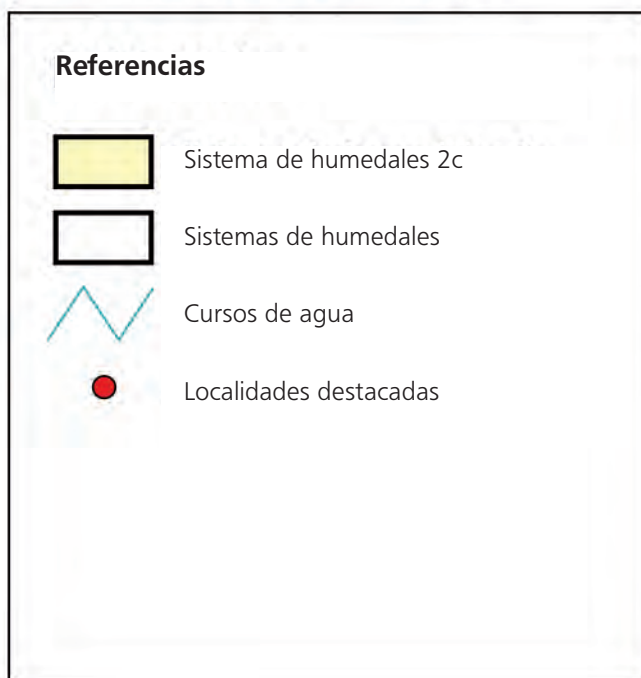 Referencias
Sistema de humedales 2c
Sistemas de humedales
Cursos de agua
Localidades destacadas